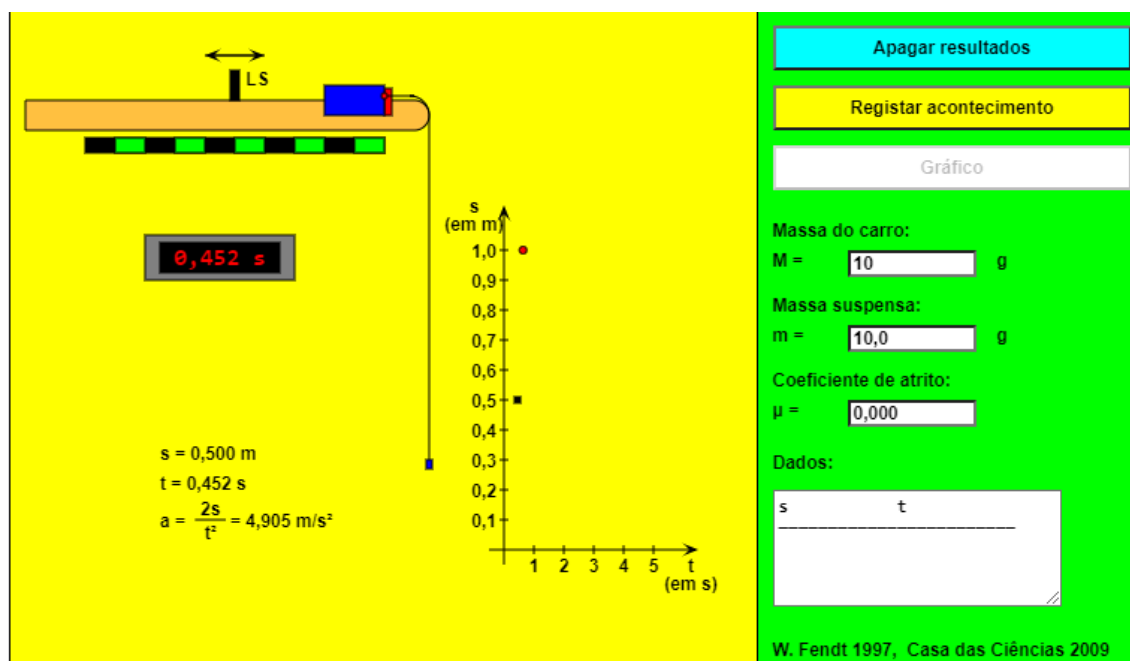 LS
0,452 s
s = 0,500 m
t = 0,452 s
a = 2s/t² = 4,905 m/s²
s
(em m)
1,0
0,9
0,8
0,7
0,6
0,5
0,4
0,3
0,2
0,1
1 2 3 4 5 t
(em s)
Apagar resultados
Registar acontecimento
Gráfico
Massa do carro:
M = 10 g
Massa suspensa:
m = 10,0 g
Coeficiente de atrito:
μ = 0,000
Dados:
s t
W. Fendt 1997, Casa das Ciências 2009